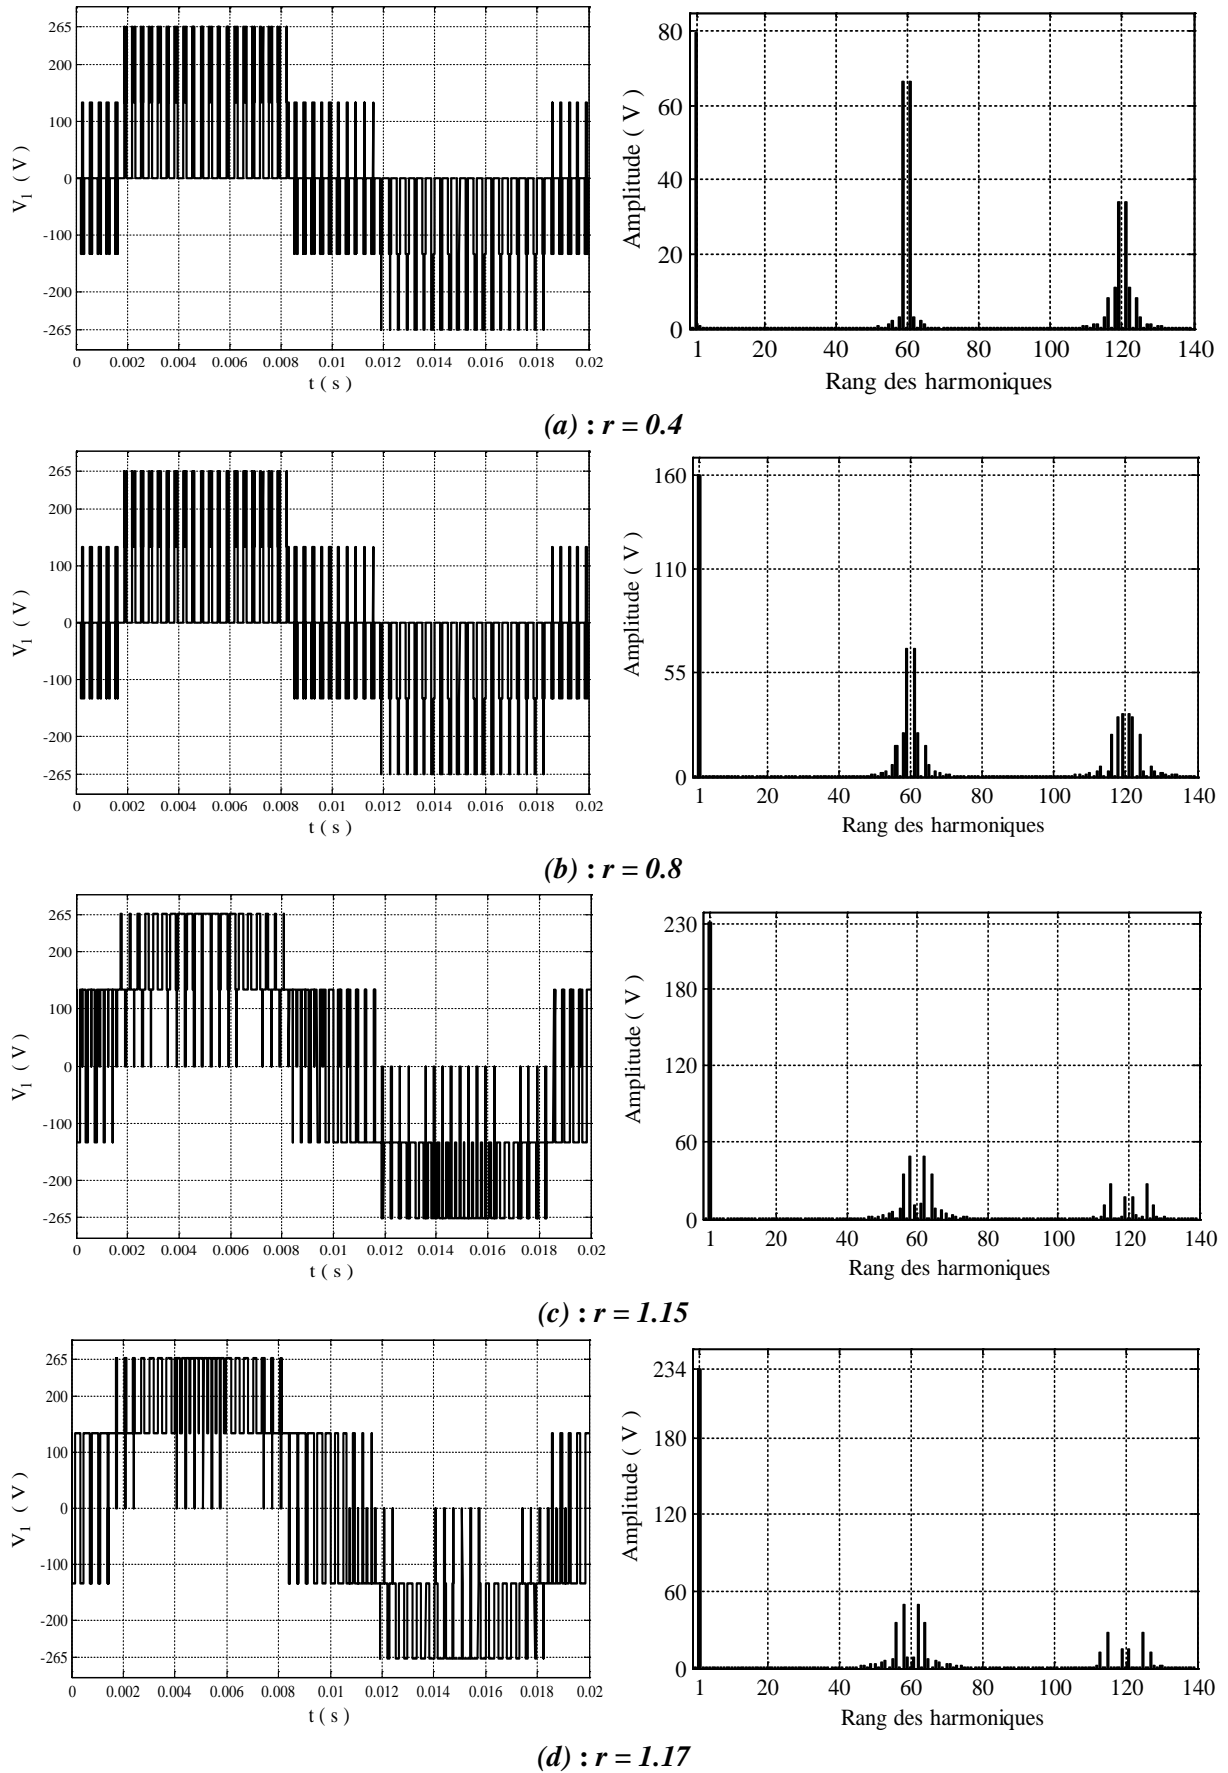 265
200
100
0
-100
-200
-265
V1 (V)
0 0.002 0.004 0.006 0.008 0.01 0.012 0.014 0.016 0.018 0.02
t ( s )
80
60
40
20
0
Amplitude ( V )
1 20 40 60 80 100 120 140
Rang des harmoniques
(a) : r = 0.4
265
200
100
0
-100
-200
-265
V1 (V)
0 0.002 0.004 0.006 0.008 0.01 0.012 0.014 0.016 0.018 0.02
t ( s )
160
110
55
0
Amplitude ( V )
1 20 40 60 80 100 120 140
Rang des harmoniques
(b) : r = 0.8
265
200
100
0
-100
-200
-265
V1 (V)
0 0.002 0.004 0.006 0.008 0.01 0.012 0.014 0.016 0.018 0.02
t ( s )
230
180
120
60
0
Amplitude ( V )
1 20 40 60 80 100 120 140
Rang des harmoniques
(c) : r = 1.15
265
200
100
0
-100
-200
-265
V1 (V)
0 0.002 0.004 0.006 0.008 0.01 0.012 0.014 0.016 0.018 0.02
t ( s )
234
180
120
60
0
Amplitude ( V )
1 20 40 60 80 100 120 140
Rang des harmoniques
(d) : r = 1.17